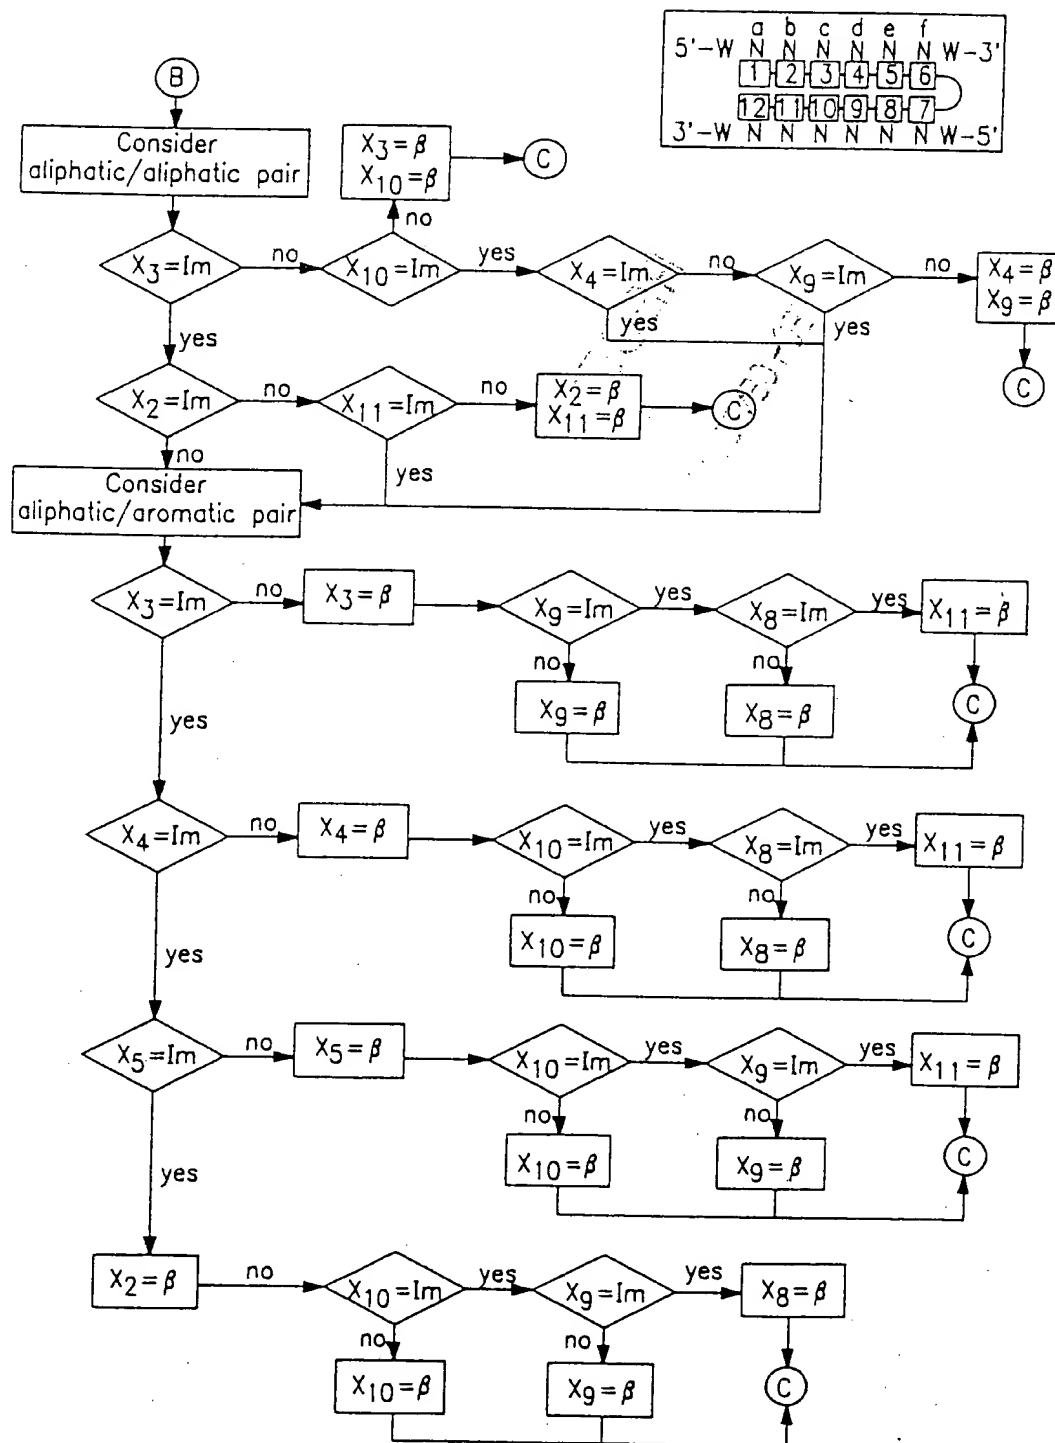 a b c d e f
5'-W N N N N N N W-3'
1 2 3 4 5 6
12 11 10 9 8 7
3'-W N N N N N N W-5'
B
Consider
aliphatic/aliphatic pair
X3=β
X10=β
C
no
X3=Im
no
X10=Im
yes
X4=Im
no
X9=Im
no
X4=β
X9=β
yes
yes
yes
C
X2=Im
no
X11=Im
no
X2=β
X11=β
C
no
yes
Consider
aliphatic/aromatic pair
X3=Im
no
X3=β
X9=Im
yes
X8=Im
yes
X11=β
no
no
X9=β
X8=β
C
yes
X4=Im
no
X4=β
X10=Im
yes
X8=Im
yes
X11=β
no
no
X10=β
X8=β
C
yes
X5=Im
no
X5=β
X10=Im
yes
X9=Im
yes
X11=β
no
no
X10=β
X9=β
C
yes
X2=β
no
X10=Im
yes
X9=Im
yes
X8=β
no
no
X10=β
X9=β
C